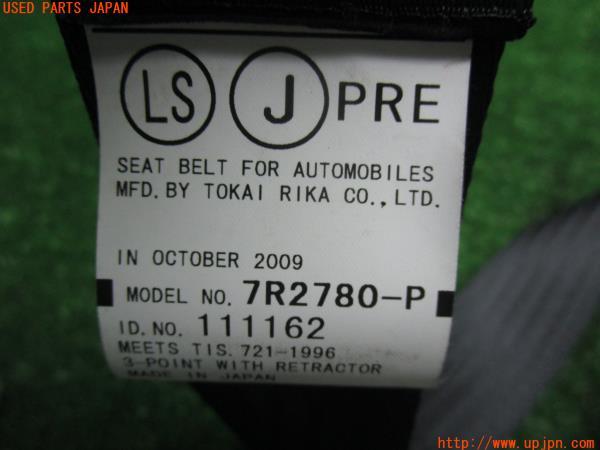 USED PARTS JAPAN
LS J PRE
SEAT BELT FOR AUTOMOBILES
MFD. BY TOKAI RIKA CO., LTD.
IN OCTOBER 2009
MODEL NO. 7R2780-P
ID. NO. 111162
MEETS TIS. 721-1996
3-POINT WITH RETRACTOR
MADE IN JAPAN
http://www.upjpn.com/